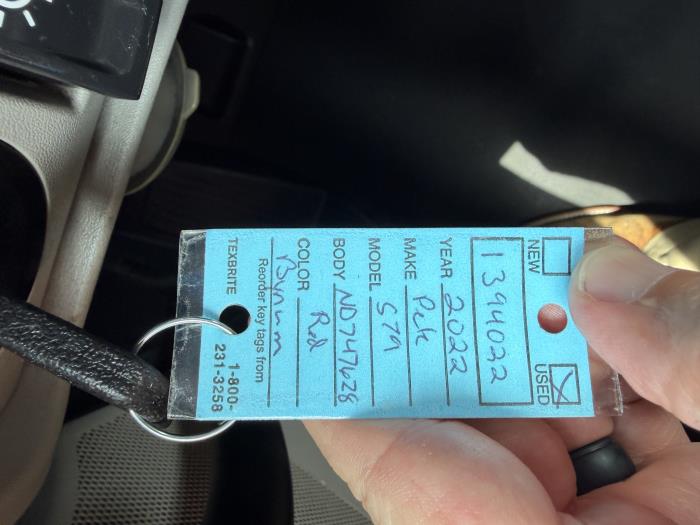 NEW USED X
1394022
YEAR 2022
MAKE Pck
MODEL 579
BODY ND747628
COLOR Red
Bynum
Reorder key tags from
TEXBRITE 1-800-
231-3258